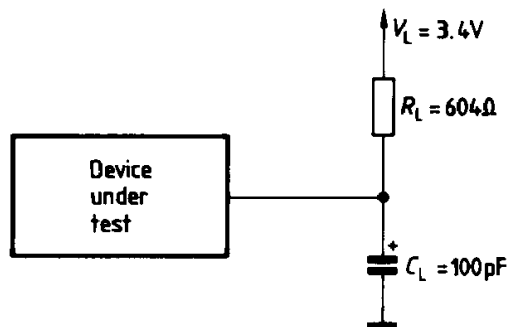 V_L = 3.4V
R_L = 604Ω
Device
under
test
+
C_L = 100pF